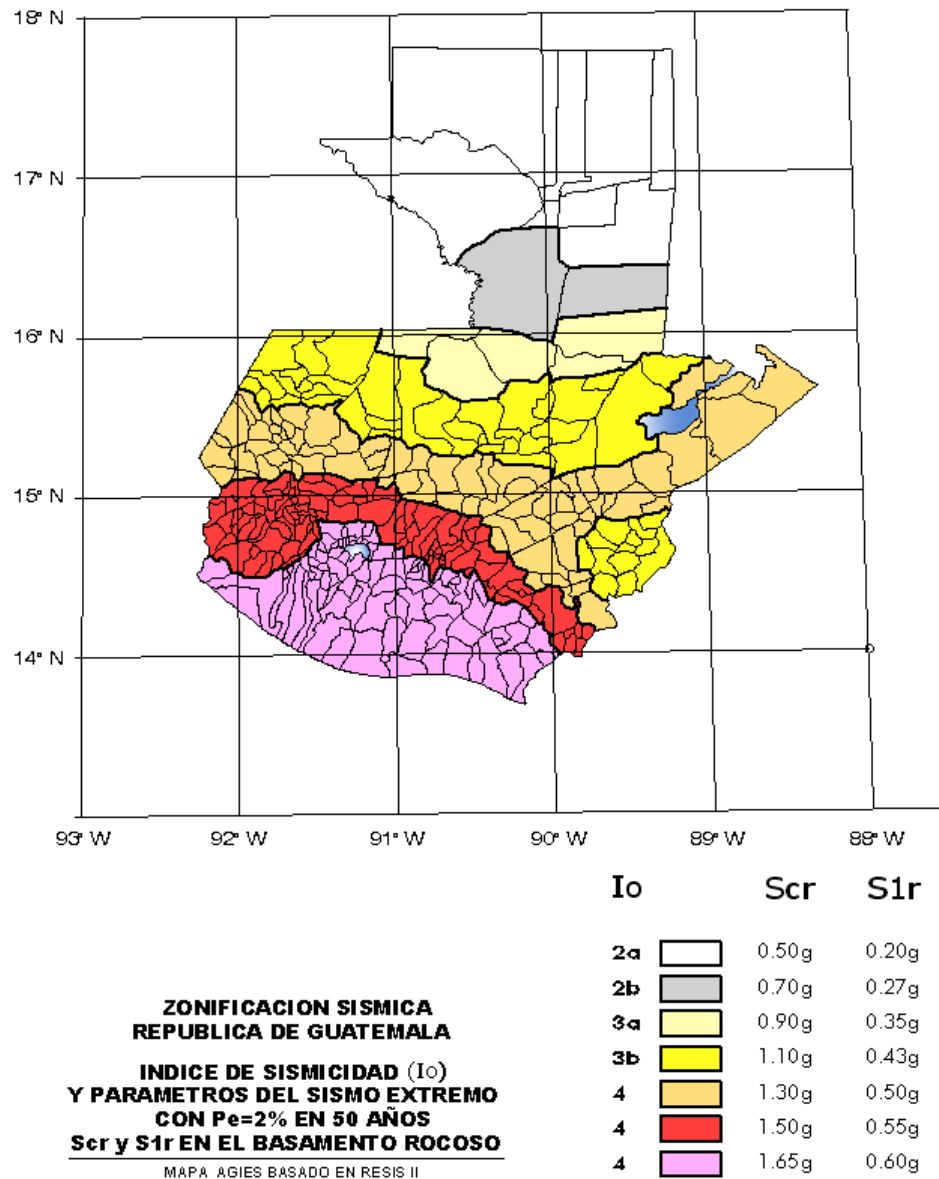 18° N
17° N
16° N
15° N
14° N
93° W 92° W 91° W 90° W 89° W 88° W
Io Scr S1r
2a 0.50g 0.20g
2b 0.70g 0.27g
3a 0.90g 0.35g
3b 1.10g 0.43g
4 1.30g 0.50g
4 1.50g 0.55g
4 1.65g 0.60g
ZONIFICACION SISMICA
REPUBLICA DE GUATEMALA
INDICE DE SISMICIDAD (Io)
Y PARAMETROS DEL SISMO EXTREMO
CON Pe=2% EN 50 AÑOS
Scr y S1r EN EL BASAMENTO ROCOSO
MAPA AGIES BASADO EN RESIS II